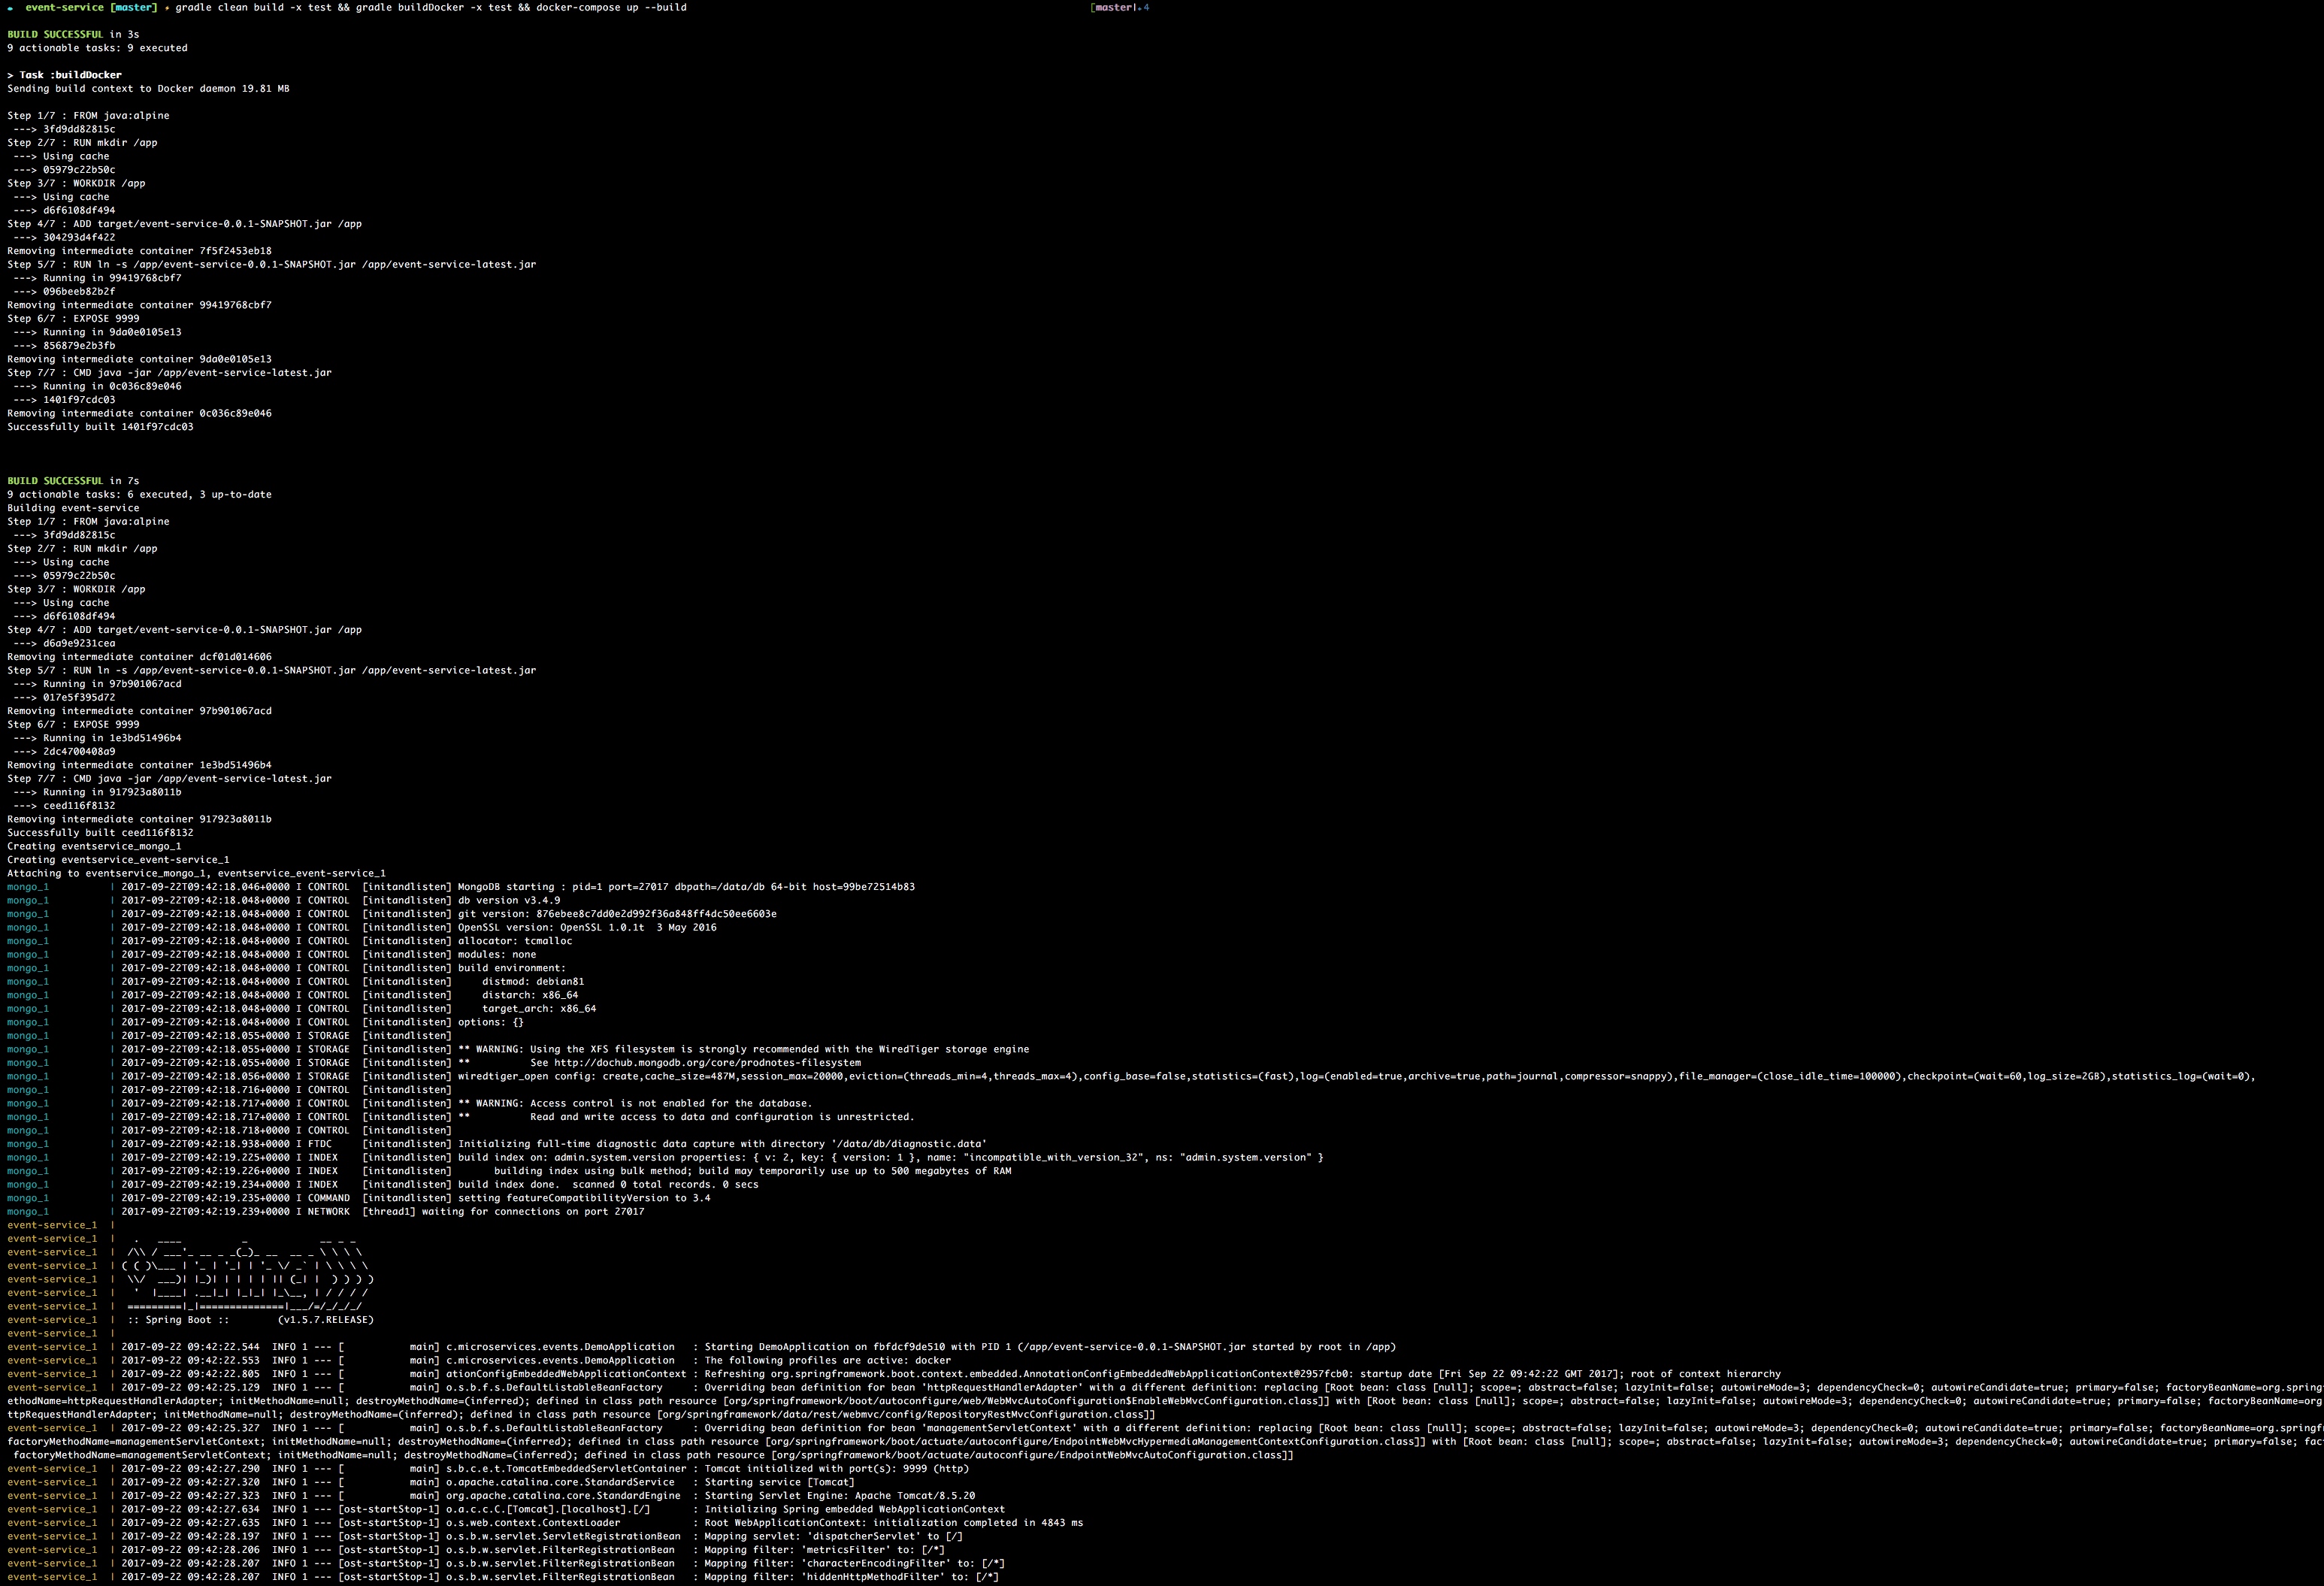 event-service [master] ⚡ gradle clean build -x test && gradle buildDocker -x test && docker-compose up --build [master|✚4

BUILD SUCCESSFUL in 3s
9 actionable tasks: 9 executed

> Task :buildDocker
Sending build context to Docker daemon 19.81 MB

Step 1/7 : FROM java:alpine
 ---> 3fd9dd82815c
Step 2/7 : RUN mkdir /app
 ---> Using cache
 ---> 05979c22b50c
Step 3/7 : WORKDIR /app
 ---> Using cache
 ---> d6f6108df494
Step 4/7 : ADD target/event-service-0.0.1-SNAPSHOT.jar /app
 ---> 304293d4f422
Removing intermediate container 7f5f2453eb18
Step 5/7 : RUN ln -s /app/event-service-0.0.1-SNAPSHOT.jar /app/event-service-latest.jar
 ---> Running in 99419768cbf7
 ---> 096beeb82b2f
Removing intermediate container 99419768cbf7
Step 6/7 : EXPOSE 9999
 ---> Running in 9da0e0105e13
 ---> 856879e2b3fb
Removing intermediate container 9da0e0105e13
Step 7/7 : CMD java -jar /app/event-service-latest.jar
 ---> Running in 0c036c89e046
 ---> 1401f97cdc03
Removing intermediate container 0c036c89e046
Successfully built 1401f97cdc03

BUILD SUCCESSFUL in 7s
9 actionable tasks: 6 executed, 3 up-to-date
Building event-service
Step 1/7 : FROM java:alpine
 ---> 3fd9dd82815c
Step 2/7 : RUN mkdir /app
 ---> Using cache
 ---> 05979c22b50c
Step 3/7 : WORKDIR /app
 ---> Using cache
 ---> d6f6108df494
Step 4/7 : ADD target/event-service-0.0.1-SNAPSHOT.jar /app
 ---> d6a9e9231cea
Removing intermediate container dcf01d014606
Step 5/7 : RUN ln -s /app/event-service-0.0.1-SNAPSHOT.jar /app/event-service-latest.jar
 ---> Running in 97b901067acd
 ---> 017e5f395d72
Removing intermediate container 97b901067acd
Step 6/7 : EXPOSE 9999
 ---> Running in 1e3bd51496b4
 ---> 2dc4700408a9
Removing intermediate container 1e3bd51496b4
Step 7/7 : CMD java -jar /app/event-service-latest.jar
 ---> Running in 917923a8011b
 ---> ceed116f8132
Removing intermediate container 917923a8011b
Successfully built ceed116f8132
Creating eventservice_mongo_1
Creating eventservice_event-service_1
Attaching to eventservice_mongo_1, eventservice_event-service_1
mongo_1          | 2017-09-22T09:42:18.046+0000 I CONTROL  [initandlisten] MongoDB starting : pid=1 port=27017 dbpath=/data/db 64-bit host=99be72514b83
mongo_1          | 2017-09-22T09:42:18.048+0000 I CONTROL  [initandlisten] db version v3.4.9
mongo_1          | 2017-09-22T09:42:18.048+0000 I CONTROL  [initandlisten] git version: 876ebee8c7dd0e2d992f36a848ff4dc50ee6603e
mongo_1          | 2017-09-22T09:42:18.048+0000 I CONTROL  [initandlisten] OpenSSL version: OpenSSL 1.0.1t  3 May 2016
mongo_1          | 2017-09-22T09:42:18.048+0000 I CONTROL  [initandlisten] allocator: tcmalloc
mongo_1          | 2017-09-22T09:42:18.048+0000 I CONTROL  [initandlisten] modules: none
mongo_1          | 2017-09-22T09:42:18.048+0000 I CONTROL  [initandlisten] build environment:
mongo_1          | 2017-09-22T09:42:18.048+0000 I CONTROL  [initandlisten]     distmod: debian81
mongo_1          | 2017-09-22T09:42:18.048+0000 I CONTROL  [initandlisten]     distarch: x86_64
mongo_1          | 2017-09-22T09:42:18.048+0000 I CONTROL  [initandlisten]     target_arch: x86_64
mongo_1          | 2017-09-22T09:42:18.048+0000 I CONTROL  [initandlisten] options: {}
mongo_1          | 2017-09-22T09:42:18.055+0000 I STORAGE  [initandlisten]
mongo_1          | 2017-09-22T09:42:18.055+0000 I STORAGE  [initandlisten] ** WARNING: Using the XFS filesystem is strongly recommended with the WiredTiger storage engine
mongo_1          | 2017-09-22T09:42:18.055+0000 I STORAGE  [initandlisten] **          See http://dochub.mongodb.org/core/prodnotes-filesystem
mongo_1          | 2017-09-22T09:42:18.056+0000 I STORAGE  [initandlisten] wiredtiger_open config: create,cache_size=487M,session_max=20000,eviction=(threads_min=4,threads_max=4),config_base=false,statistics=(fast),log=(enabled=true,archive=true,path=journal,compressor=snappy),file_manager=(close_idle_time=100000),checkpoint=(wait=60,log_size=2GB),statistics_log=(wait=0),
mongo_1          | 2017-09-22T09:42:18.716+0000 I CONTROL  [initandlisten]
mongo_1          | 2017-09-22T09:42:18.717+0000 I CONTROL  [initandlisten] ** WARNING: Access control is not enabled for the database.
mongo_1          | 2017-09-22T09:42:18.717+0000 I CONTROL  [initandlisten] **          Read and write access to data and configuration is unrestricted.
mongo_1          | 2017-09-22T09:42:18.718+0000 I CONTROL  [initandlisten]
mongo_1          | 2017-09-22T09:42:18.938+0000 I FTDC     [initandlisten] Initializing full-time diagnostic data capture with directory '/data/db/diagnostic.data'
mongo_1          | 2017-09-22T09:42:19.225+0000 I INDEX    [initandlisten] build index on: admin.system.version properties: { v: 2, key: { version: 1 }, name: "incompatible_with_version_32", ns: "admin.system.version" }
mongo_1          | 2017-09-22T09:42:19.226+0000 I INDEX    [initandlisten]       building index using bulk method; build may temporarily use up to 500 megabytes of RAM
mongo_1          | 2017-09-22T09:42:19.234+0000 I INDEX    [initandlisten] build index done.  scanned 0 total records. 0 secs
mongo_1          | 2017-09-22T09:42:19.235+0000 I COMMAND  [initandlisten] setting featureCompatibilityVersion to 3.4
mongo_1          | 2017-09-22T09:42:19.239+0000 I NETWORK  [thread1] waiting for connections on port 27017
event-service_1  |
event-service_1  |   .   ____          _            __ _ _
event-service_1  |  /\\ / ___'_ __ _ _(_)_ __  __ _ \ \ \ \
event-service_1  | ( ( )\___ | '_ | '_| | '_ \/ _` | \ \ \ \
event-service_1  |  \\/  ___)| |_)| | | | | || (_| |  ) ) ) )
event-service_1  |   '  |____| .__|_| |_|_| |_\__, | / / / /
event-service_1  |  =========|_|==============|___/=/_/_/_/
event-service_1  |  :: Spring Boot ::        (v1.5.7.RELEASE)
event-service_1  |
event-service_1  | 2017-09-22 09:42:22.544  INFO 1 --- [           main] c.microservices.events.DemoApplication   : Starting DemoApplication on fbfdcf9de510 with PID 1 (/app/event-service-0.0.1-SNAPSHOT.jar started by root in /app)
event-service_1  | 2017-09-22 09:42:22.553  INFO 1 --- [           main] c.microservices.events.DemoApplication   : The following profiles are active: docker
event-service_1  | 2017-09-22 09:42:22.805  INFO 1 --- [           main] ationConfigEmbeddedWebApplicationContext : Refreshing org.springframework.boot.context.embedded.AnnotationConfigEmbeddedWebApplicationContext@2957fcb0: startup date [Fri Sep 22 09:42:22 GMT 2017]; root of context hierarchy
event-service_1  | 2017-09-22 09:42:25.129  INFO 1 --- [           main] o.s.b.f.s.DefaultListableBeanFactory     : Overriding bean definition for bean 'httpRequestHandlerAdapter' with a different definition: replacing [Root bean: class [null]; scope=; abstract=false; lazyInit=false; autowireMode=3; dependencyCheck=0; autowireCandidate=true; primary=false; factoryBeanName=org.spring
ethodName=httpRequestHandlerAdapter; initMethodName=null; destroyMethodName=(inferred); defined in class path resource [org/springframework/boot/autoconfigure/web/WebMvcAutoConfiguration$EnableWebMvcConfiguration.class]] with [Root bean: class [null]; scope=; abstract=false; lazyInit=false; autowireMode=3; dependencyCheck=0; autowireCandidate=true; primary=false; factoryBeanName=org
ttpRequestHandlerAdapter; initMethodName=null; destroyMethodName=(inferred); defined in class path resource [org/springframework/data/rest/webmvc/config/RepositoryRestMvcConfiguration.class]]
event-service_1  | 2017-09-22 09:42:25.327  INFO 1 --- [           main] o.s.b.f.s.DefaultListableBeanFactory     : Overriding bean definition for bean 'managementServletContext' with a different definition: replacing [Root bean: class [null]; scope=; abstract=false; lazyInit=false; autowireMode=3; dependencyCheck=0; autowireCandidate=true; primary=false; factoryBeanName=org.springf
factoryMethodName=managementServletContext; initMethodName=null; destroyMethodName=(inferred); defined in class path resource [org/springframework/boot/actuate/autoconfigure/EndpointWebMvcHypermediaManagementContextConfiguration.class]] with [Root bean: class [null]; scope=; abstract=false; lazyInit=false; autowireMode=3; dependencyCheck=0; autowireCandidate=true; primary=false; fac
 factoryMethodName=managementServletContext; initMethodName=null; destroyMethodName=(inferred); defined in class path resource [org/springframework/boot/actuate/autoconfigure/EndpointWebMvcAutoConfiguration.class]]
event-service_1  | 2017-09-22 09:42:27.290  INFO 1 --- [           main] s.b.c.e.t.TomcatEmbeddedServletContainer : Tomcat initialized with port(s): 9999 (http)
event-service_1  | 2017-09-22 09:42:27.320  INFO 1 --- [           main] o.apache.catalina.core.StandardService   : Starting service [Tomcat]
event-service_1  | 2017-09-22 09:42:27.323  INFO 1 --- [           main] org.apache.catalina.core.StandardEngine  : Starting Servlet Engine: Apache Tomcat/8.5.20
event-service_1  | 2017-09-22 09:42:27.634  INFO 1 --- [ost-startStop-1] o.a.c.c.C.[Tomcat].[localhost].[/]       : Initializing Spring embedded WebApplicationContext
event-service_1  | 2017-09-22 09:42:27.635  INFO 1 --- [ost-startStop-1] o.s.web.context.ContextLoader            : Root WebApplicationContext: initialization completed in 4843 ms
event-service_1  | 2017-09-22 09:42:28.197  INFO 1 --- [ost-startStop-1] o.s.b.w.servlet.ServletRegistrationBean  : Mapping servlet: 'dispatcherServlet' to [/]
event-service_1  | 2017-09-22 09:42:28.206  INFO 1 --- [ost-startStop-1] o.s.b.w.servlet.FilterRegistrationBean   : Mapping filter: 'metricsFilter' to: [/*]
event-service_1  | 2017-09-22 09:42:28.207  INFO 1 --- [ost-startStop-1] o.s.b.w.servlet.FilterRegistrationBean   : Mapping filter: 'characterEncodingFilter' to: [/*]
event-service_1  | 2017-09-22 09:42:28.207  INFO 1 --- [ost-startStop-1] o.s.b.w.servlet.FilterRegistrationBean   : Mapping filter: 'hiddenHttpMethodFilter' to: [/*]